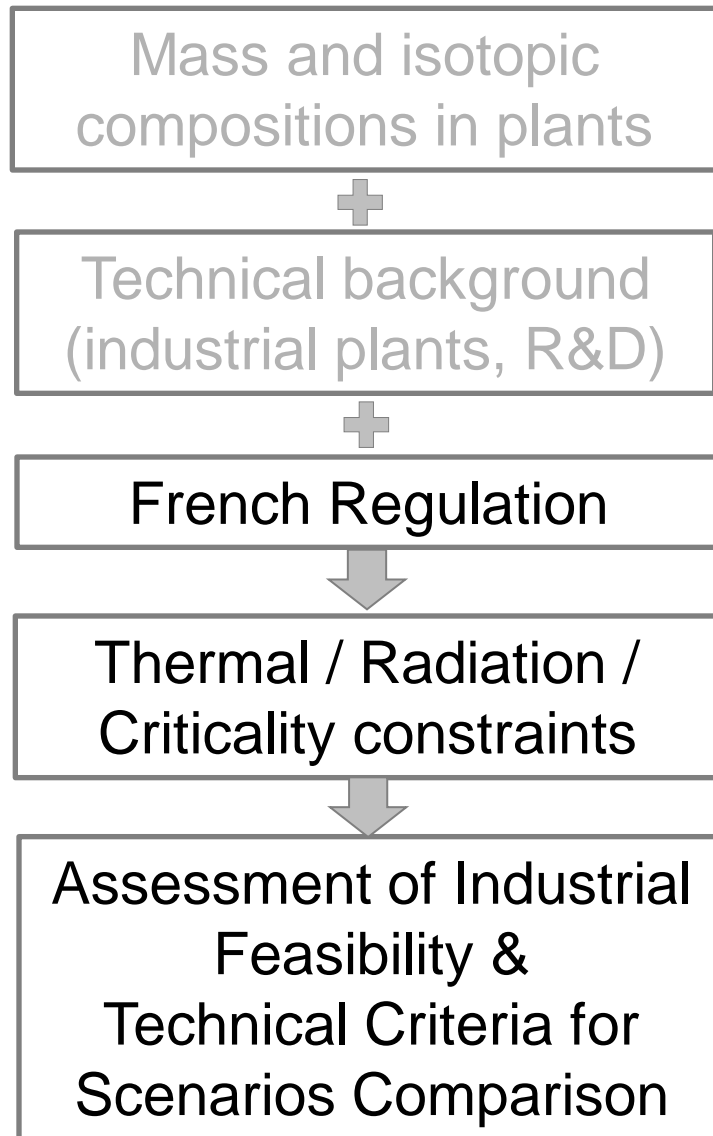 Mass and isotopic
compositions in plants
Technical background
(industrial plants, R&D)
French Regulation
Thermal / Radiation /
Criticality constraints
Assessment of Industrial
Feasibility &
Technical Criteria for
Scenarios Comparison